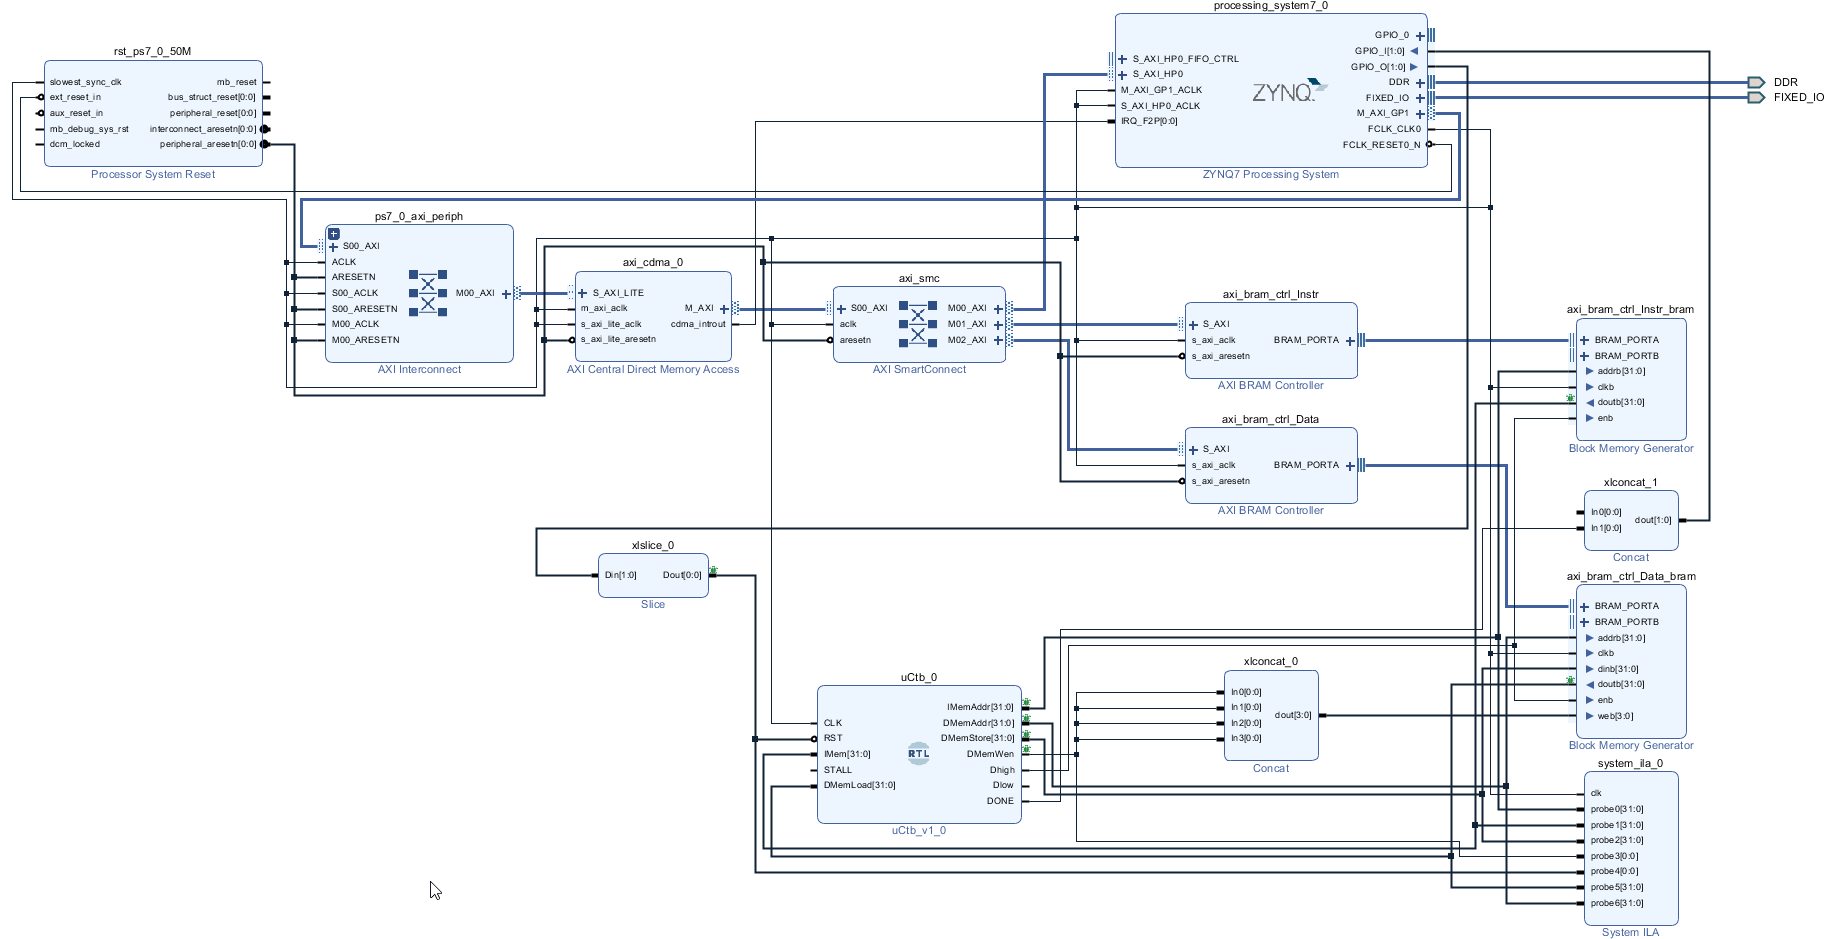 processing_system7_0
S_AXI_HP0_FIFO_CTRL
S_AXI_HP0
M_AXI_GP1_ACLK
S_AXI_HP0_ACLK
IRQ_F2P[0:0]
ZYNQ
GPIO_0
GPIO_I[1:0]
GPIO_O[1:0]
DDR
FIXED_IO
M_AXI_GP1
FCLK_CLK0
FCLK_RESET0_N
ZYNQ7 Processing System
DDR
FIXED_IO
rst_ps7_0_50M
slowest_sync_clk
ext_reset_in
aux_reset_in
mb_debug_sys_rst
dcm_locked
mb_reset
bus_struct_reset[0:0]
peripheral_reset[0:0]
interconnect_aresetn[0:0]
peripheral_aresetn[0:0]
Processor System Reset
ps7_0_axi_periph
S00_AXI
ACLK
ARESETN
S00_ACLK
S00_ARESETN
M00_ACLK
M00_ARESETN
M00_AXI
AXI Interconnect
axi_cdma_0
S_AXI_LITE
m_axi_aclk
s_axi_lite_aclk
s_axi_lite_aresetn
M_AXI
cdma_introut
AXI Central Direct Memory Access
axi_smc
S00_AXI
aclk
aresetn
M00_AXI
M01_AXI
M02_AXI
AXI SmartConnect
axi_bram_ctrl_Instr
S_AXI
s_axi_aclk
s_axi_aresetn
BRAM_PORTA
AXI BRAM Controller
axi_bram_ctrl_Instr_bram
BRAM_PORTA
BRAM_PORTB
addrb[31:0]
clkb
doutb[31:0]
enb
Block Memory Generator
axi_bram_ctrl_Data
S_AXI
s_axi_aclk
s_axi_aresetn
BRAM_PORTA
AXI BRAM Controller
xlconcat_1
In0[0:0]
In1[0:0]
dout[1:0]
Concat
xlslice_0
Din[1:0]
Dout[0:0]
Slice
axi_bram_ctrl_Data_bram
BRAM_PORTA
BRAM_PORTB
addrb[31:0]
clkb
dinb[31:0]
doutb[31:0]
enb
web[3:0]
Block Memory Generator
uCtb_0
CLK
RST
IMem[31:0]
STALL
DMemLoad[31:0]
RTL
IMemAddr[31:0]
DMemAddr[31:0]
DMemStore[31:0]
DMemWen
Dhigh
Dlow
DONE
uCtb_v1_0
xlconcat_0
In0[0:0]
In1[0:0]
In2[0:0]
In3[0:0]
dout[3:0]
Concat
system_ila_0
clk
probe0[31:0]
probe1[31:0]
probe2[31:0]
probe3[0:0]
probe4[0:0]
probe5[31:0]
probe6[31:0]
System ILA